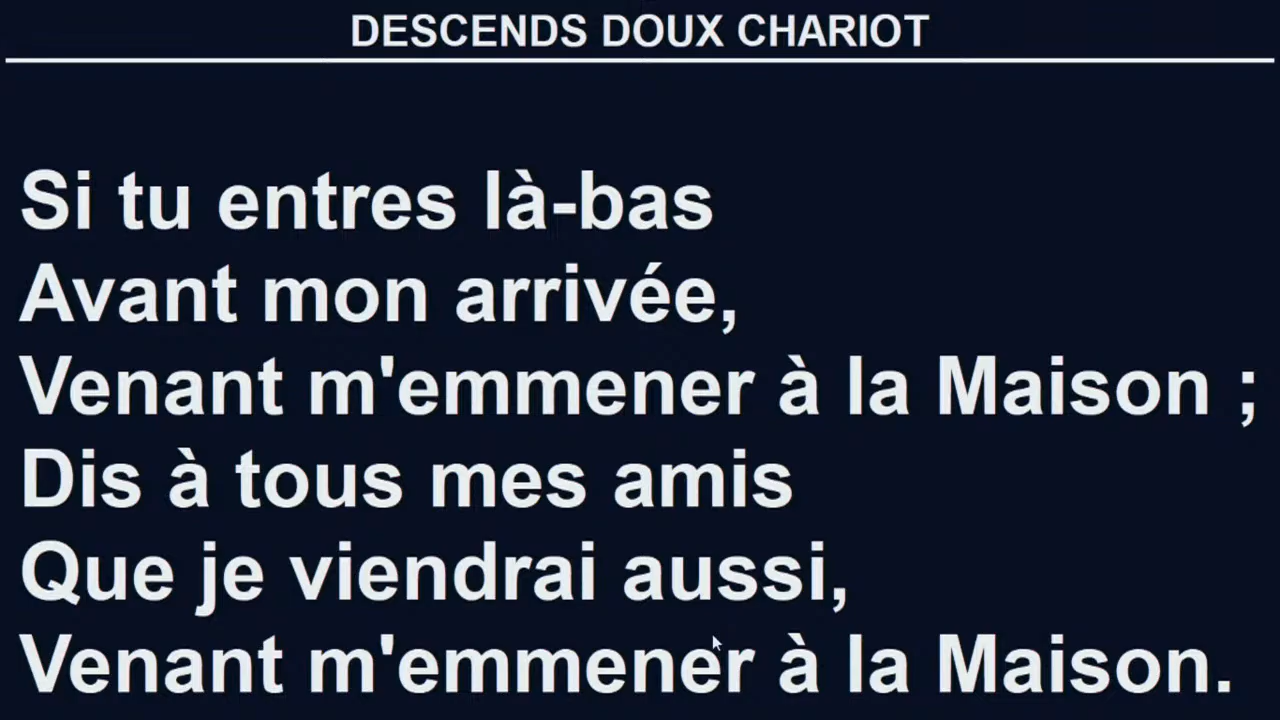 DESCENDS DOUX CHARIOT
Si tu entres là-bas
Avant mon arrivée,
Venant m'emmener à la Maison ;
Dis à tous mes amis
Que je viendrai aussi,
Venant m'emmener à la Maison.